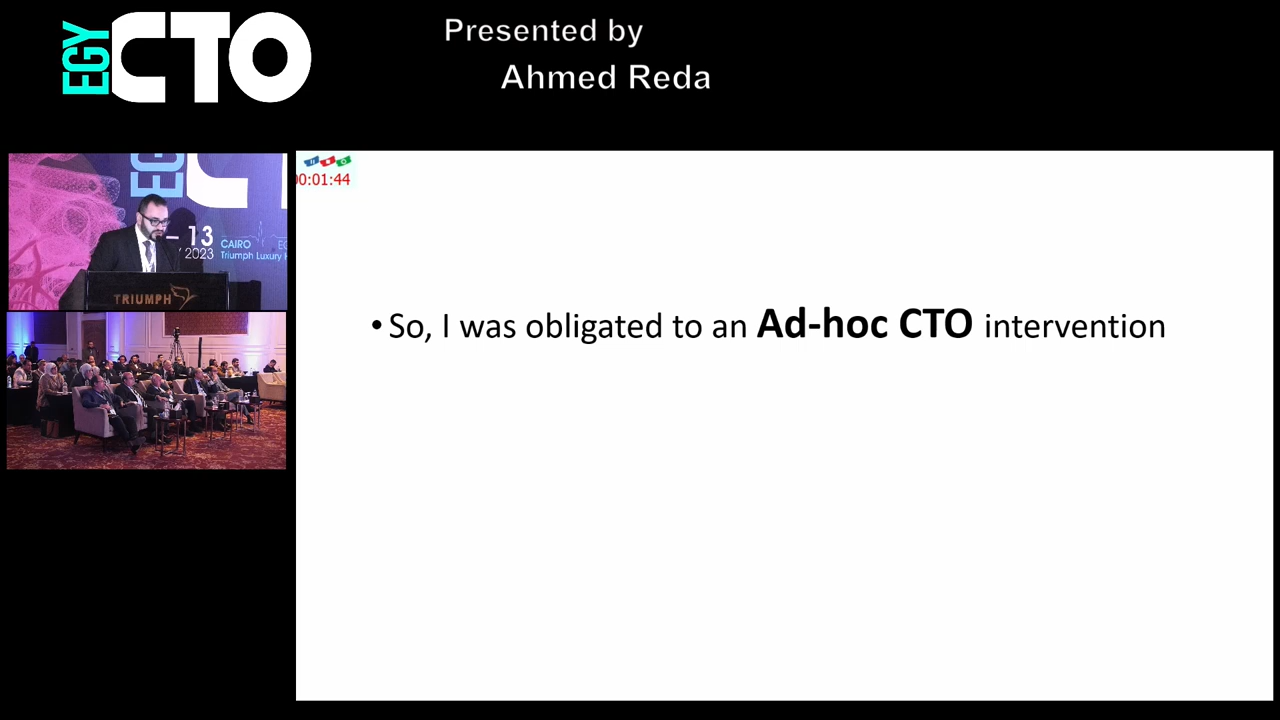 EGY CTO
Presented by
Ahmed Reda
00:01:44
EG
– 13
2023
CAIRO
Triumph Luxury H
TRIUMPH
• So, I was obligated to an Ad-hoc CTO intervention